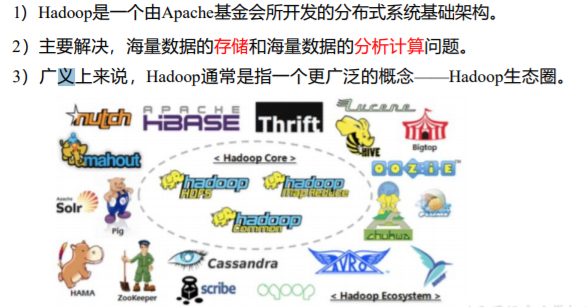 1）Hadoop是一个由Apache基金会所开发的分布式系统基础架构。
2）主要解决，海量数据的存储和海量数据的分析计算问题。
3）广义上来说，Hadoop通常是指一个更广泛的概念——Hadoop生态圈。
nutch
APACHE
HBASE
Thrift
Lucene
HIVE
Bigtop
mahout
< Hadoop Core >
OOZIE
hadoop
HDFS
hadoop
Map Reduce
Apache
Solr
Pig
hadoop
Common
chukwa
HAMA
ZooKeeper
Cassandra
scribe
sqoop
AVRO
< Hadoop Ecosystem >